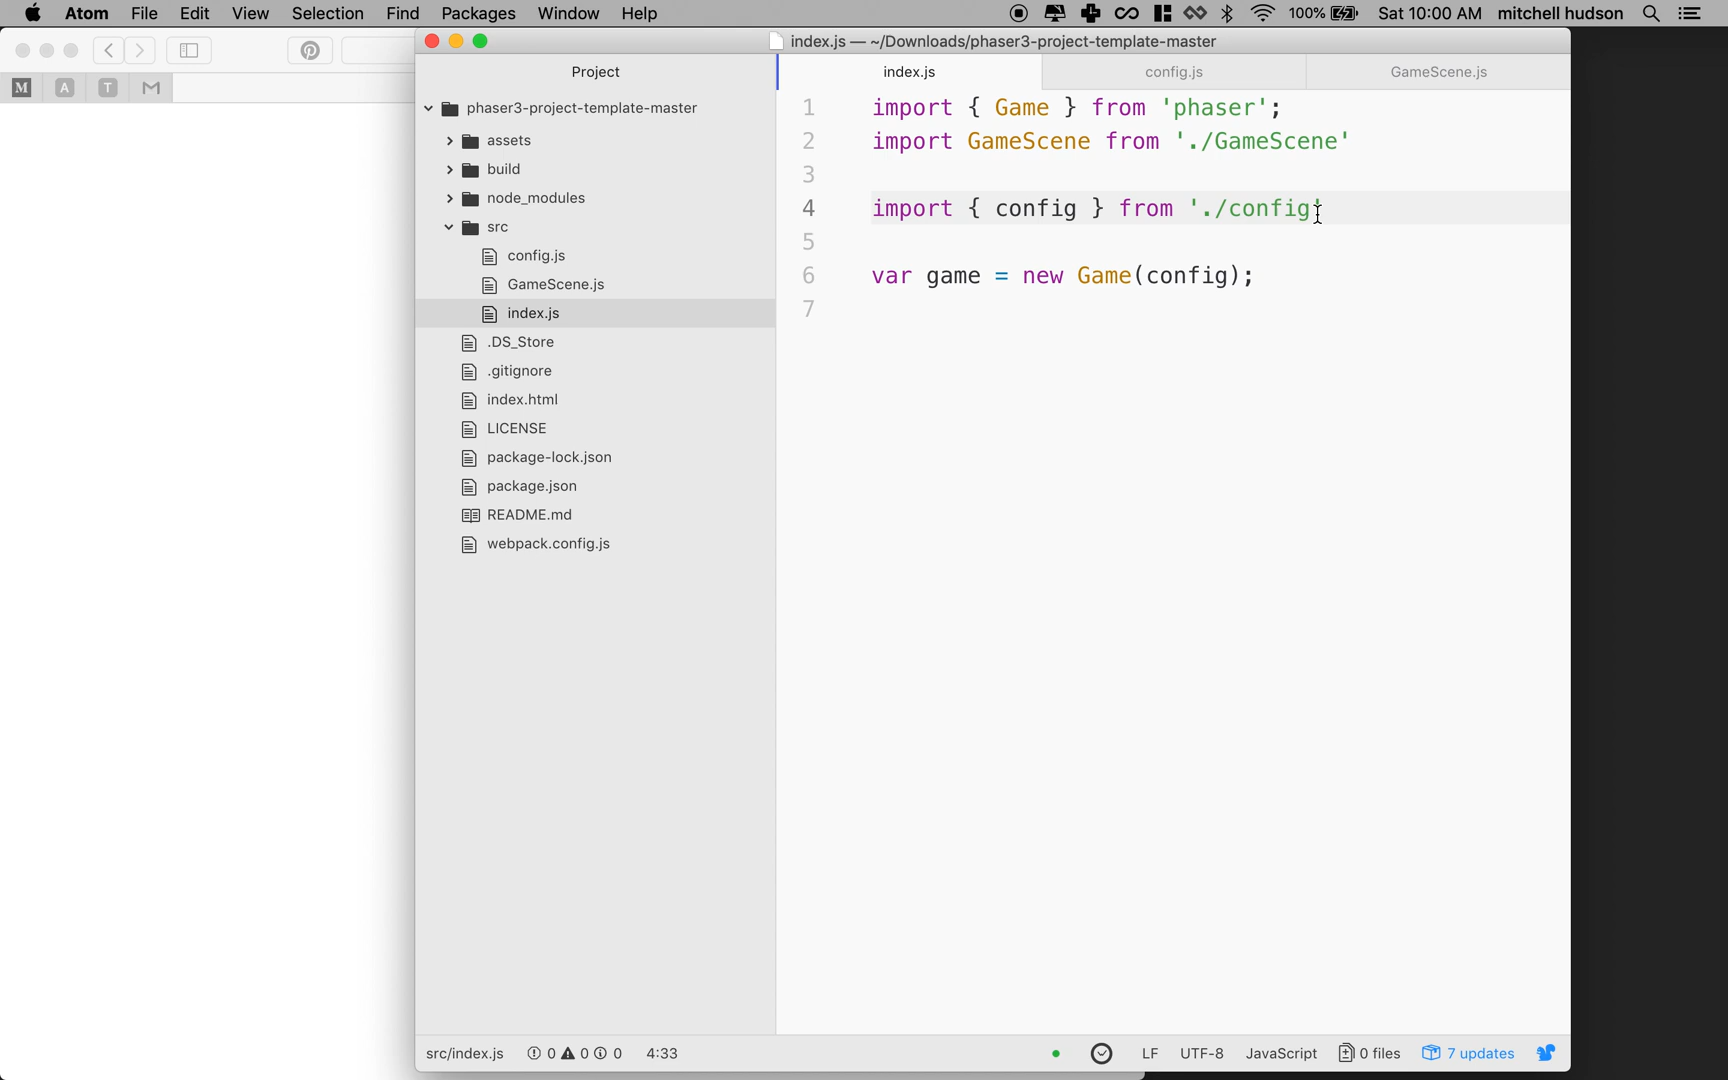 Atom File Edit View Selection Find Packages Window Help 100% Sat 10:00 AM mitchell hudson
index.js — ~/Downloads/phaser3-project-template-master
M A T M
Project index.js config.js GameScene.js
phaser3-project-template-master
assets
build
node_modules
src
config.js
GameScene.js
index.js
.DS_Store
.gitignore
index.html
LICENSE
package-lock.json
package.json
README.md
webpack.config.js
1 import { Game } from 'phaser';
2 import GameScene from './GameScene'
3
4 import { config } from './config'
5
6 var game = new Game(config);
7
src/index.js 0 0 0 4:33 LF UTF-8 JavaScript 0 files 7 updates